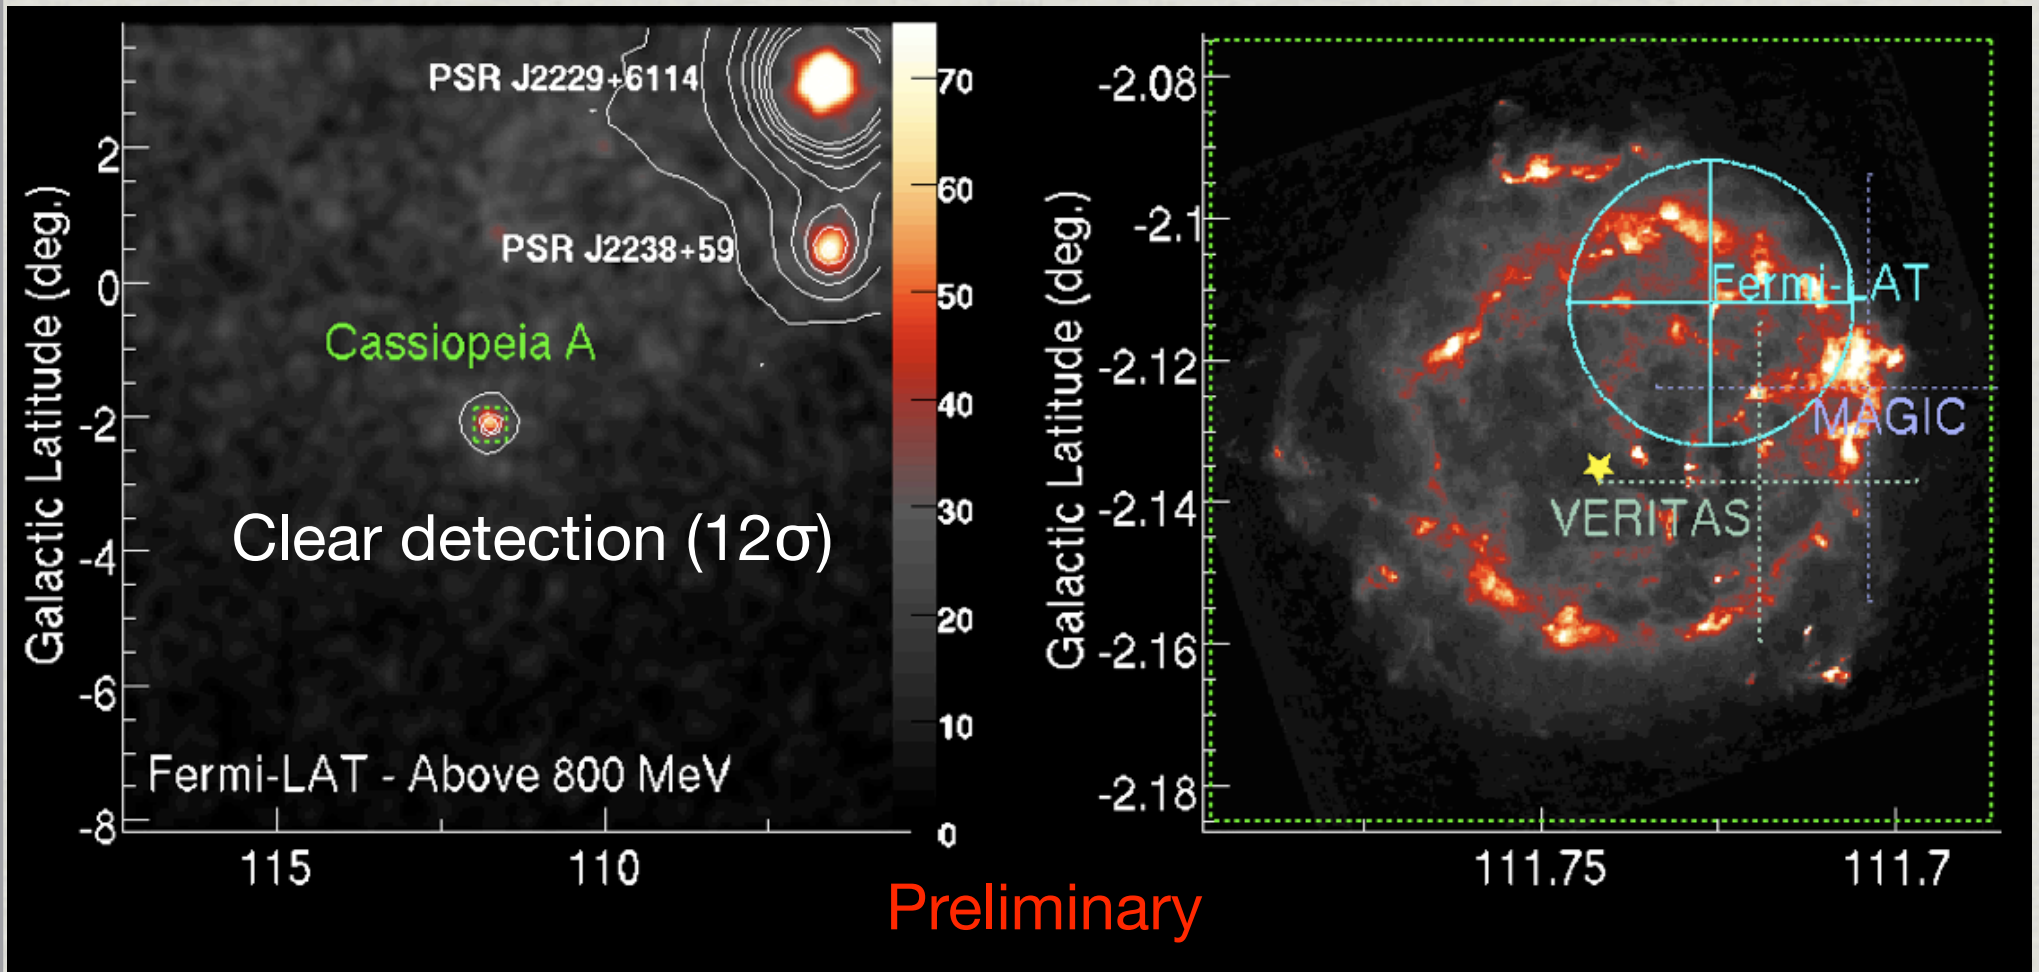 PSR J2229+6114
PSR J2238+59
Cassiopeia A
Clear detection (12σ)
Fermi-LAT - Above 800 MeV
Galactic Latitude (deg.)
2
0
-2
-4
-6
-8
115
110
70
60
50
40
30
20
10
0
Galactic Latitude (deg.)
-2.08
-2.1
-2.12
-2.14
-2.16
-2.18
Fermi-LAT
MAGIC
VERITAS
111.75
111.7
Preliminary